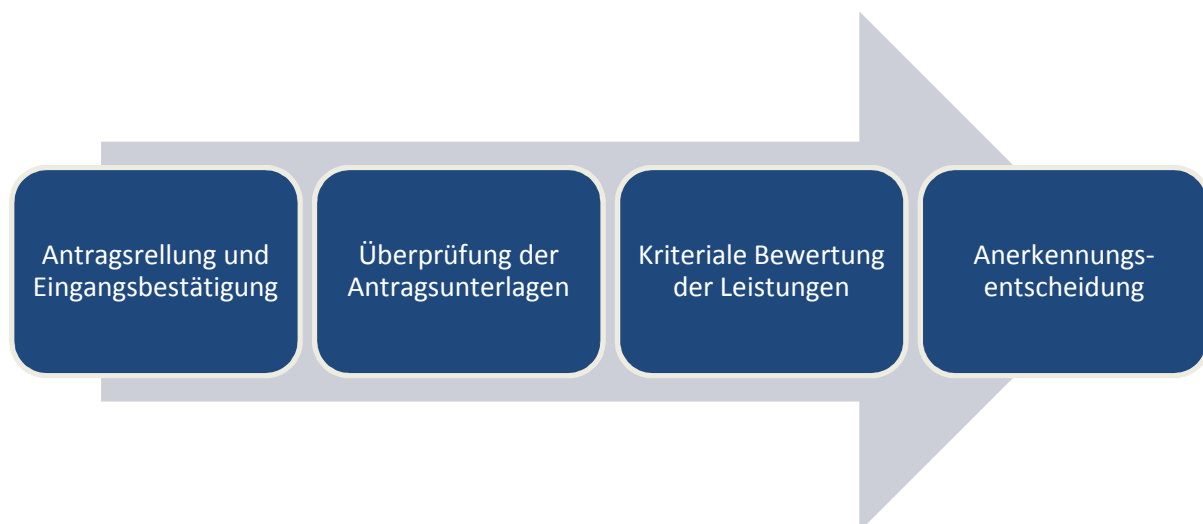 Antragsrellung und
Eingangsbestätigung
Überprüfung der
Antragsunterlagen
Kriteriale Bewertung
der Leistungen
Anerkennungs-
entscheidung